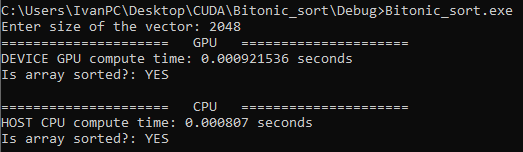 C:\Users\IvanPC\Desktop\CUDA\Bitonic_sort\Debug>Bitonic_sort.exe
Enter size of the vector: 2048
==================== GPU ====================
DEVICE GPU compute time: 0.000921536 seconds
Is array sorted?: YES
==================== CPU ====================
HOST CPU compute time: 0.000807 seconds
Is array sorted?: YES